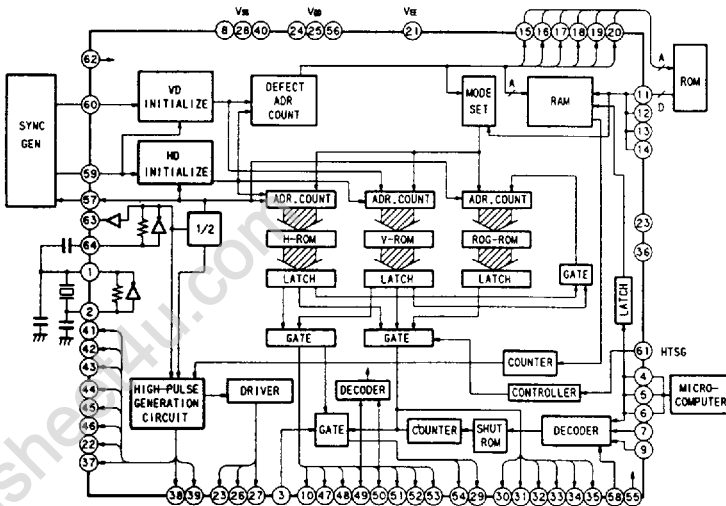 VSS VDD VEE
8 28 40 24 25 56 21 15 16 17 18 19 20
62
60
SYNC GEN
59
57
63
64
1
2
41
42
43
44
45
46
22
37
VD INITIALIZE
HD INITIALIZE
DEFECT ADR COUNT
MODE SET
A
RAM
A
ROM
D
11
12
13
14
1/2
ADR.COUNT ADR.COUNT ADR.COUNT
H-ROM V-ROM ROG-ROM
LATCH LATCH LATCH
GATE
LATCH
23
36
GATE GATE
COUNTER
CONTROLLER
61 HTSG
4
5
6
7
9
MICRO-COMPUTER
HIGH-PULSE GENERATION CIRCUIT
DRIVER
DECODER
GATE
COUNTER
SHUT ROM
DECODER
38 39 23 26 27 3 10 47 48 49 50 51 52 53 54 29 30 31 32 33 34 35 58 55
sheet4u.com